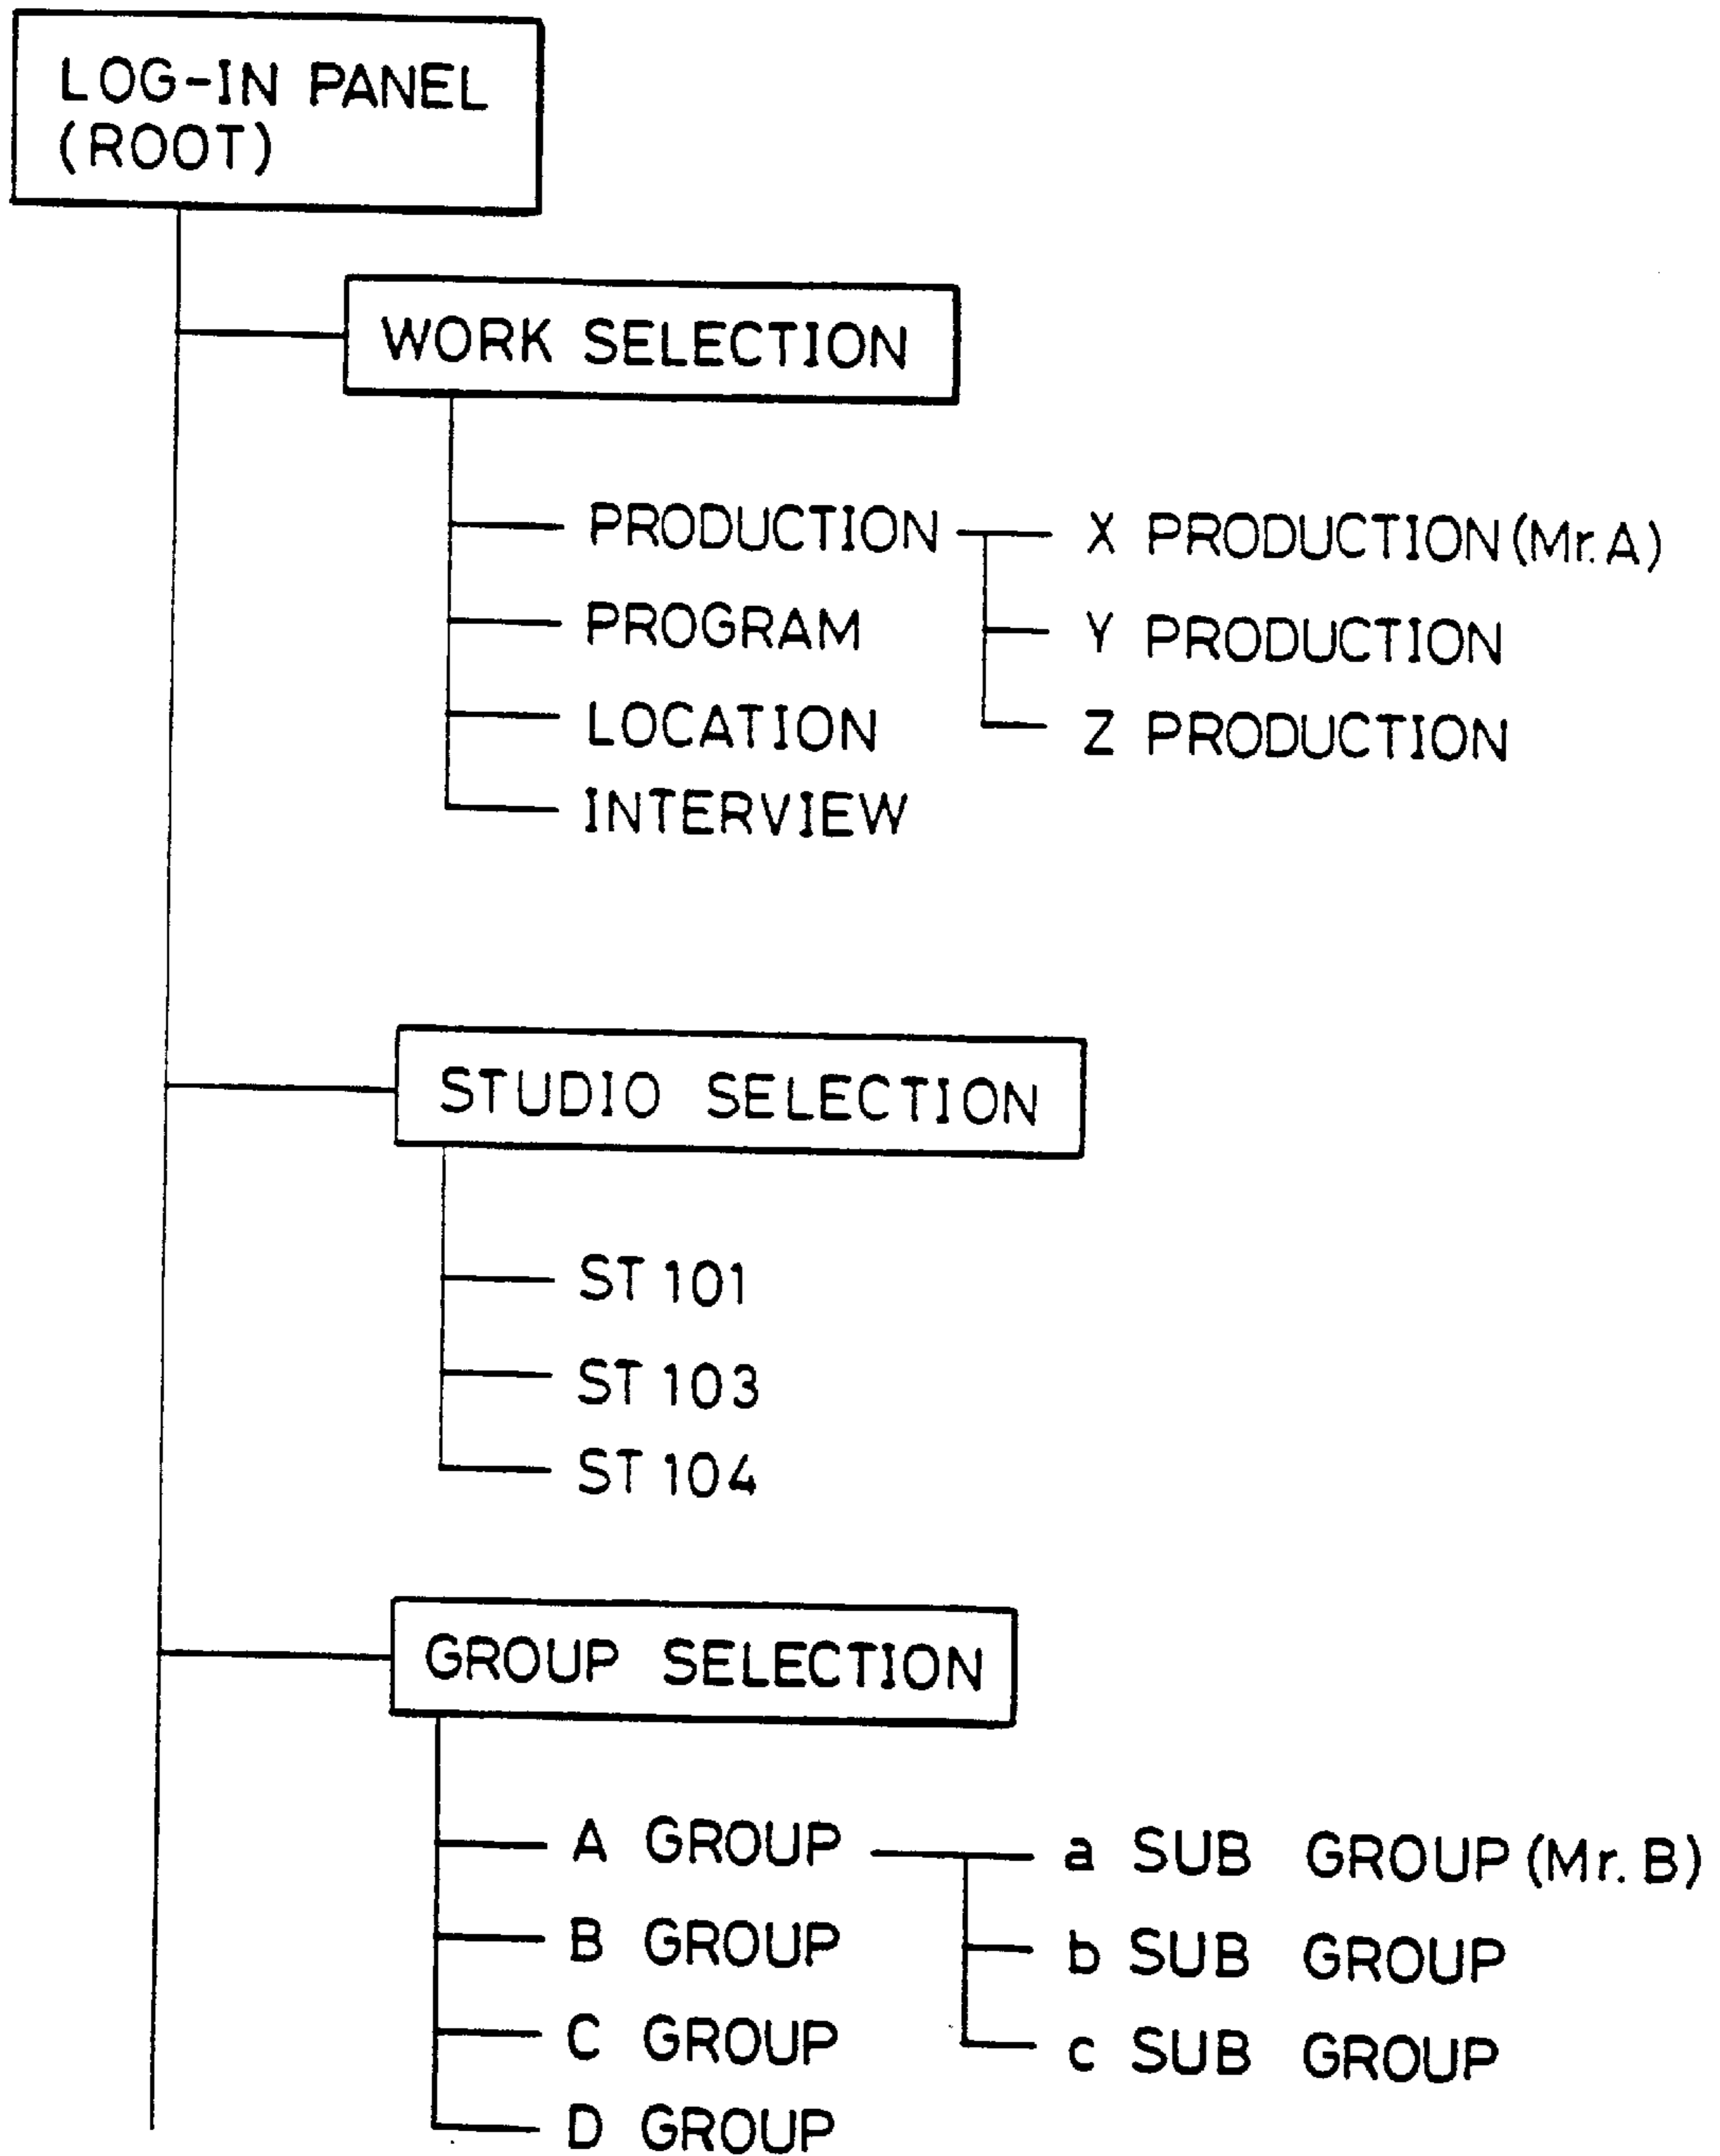 LOG-IN PANEL
(ROOT)
WORK SELECTION
PRODUCTION X PRODUCTION (Mr. A)
PROGRAM Y PRODUCTION
LOCATION Z PRODUCTION
INTERVIEW
STUDIO SELECTION
ST 101
ST 103
ST 104
GROUP SELECTION
A GROUP a SUB GROUP (Mr. B)
B GROUP b SUB GROUP
C GROUP c SUB GROUP
D GROUP